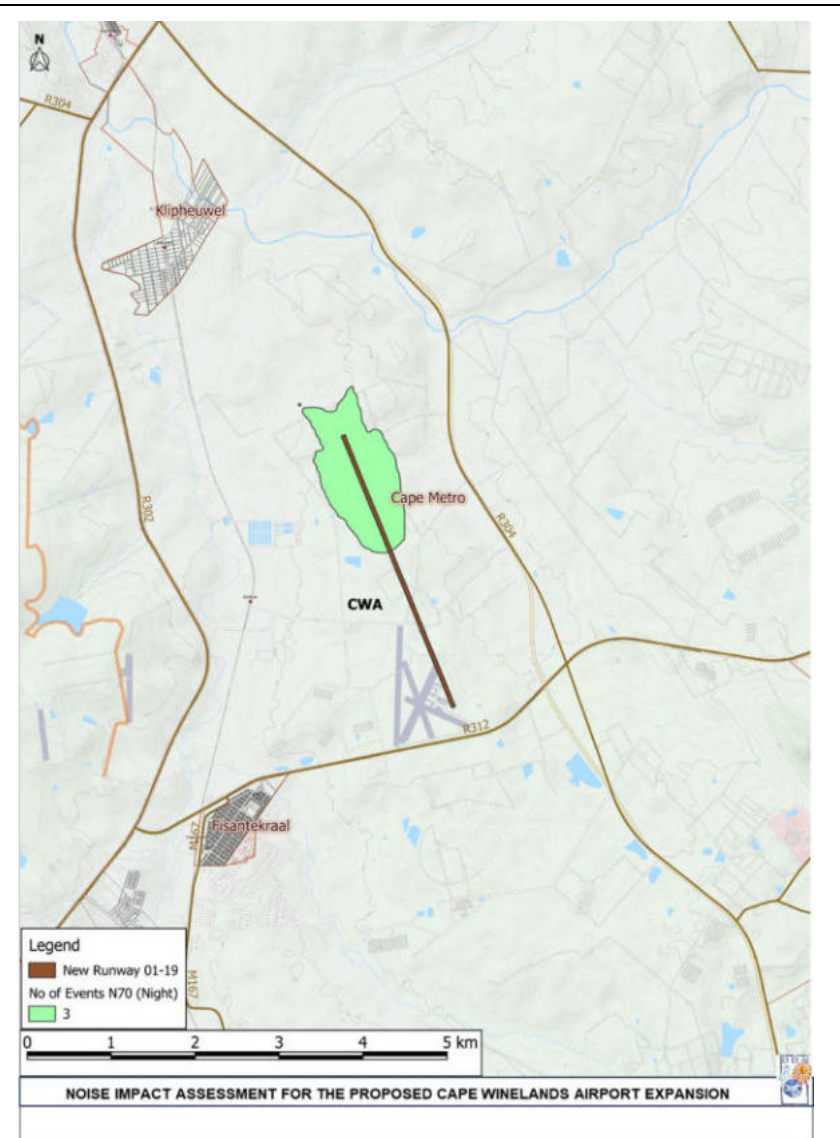 N
R304
Klipheuwel
R302
Cape Metro
R304
CWA
R312
Fisantekraal
M167
Legend
New Runway 01-19
No of Events N70 (Night)
3
M167
0 1 2 3 4 5 km
NOISE IMPACT ASSESSMENT FOR THE PROPOSED CAPE WINELANDS AIRPORT EXPANSION